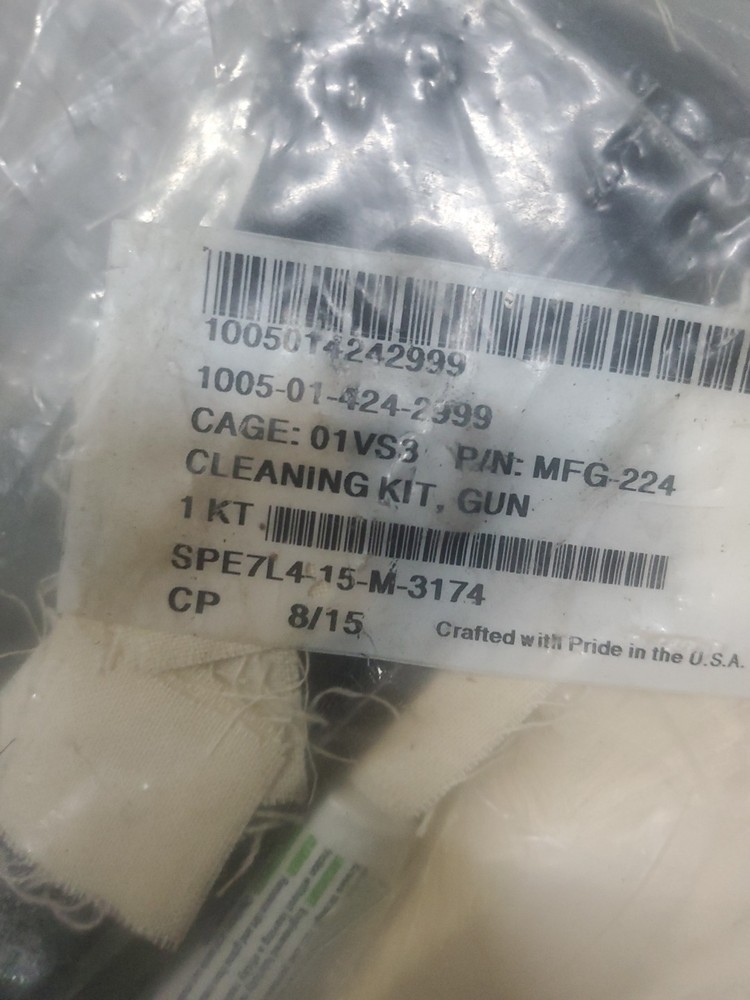 1005014242999
1005-01-424-2999
CAGE: 01VS3 P/N: MFG-224
CLEANING KIT, GUN
1 KT
SPE7L4-15-M-3174
CP 8/15 Crafted with Pride in the U.S.A.